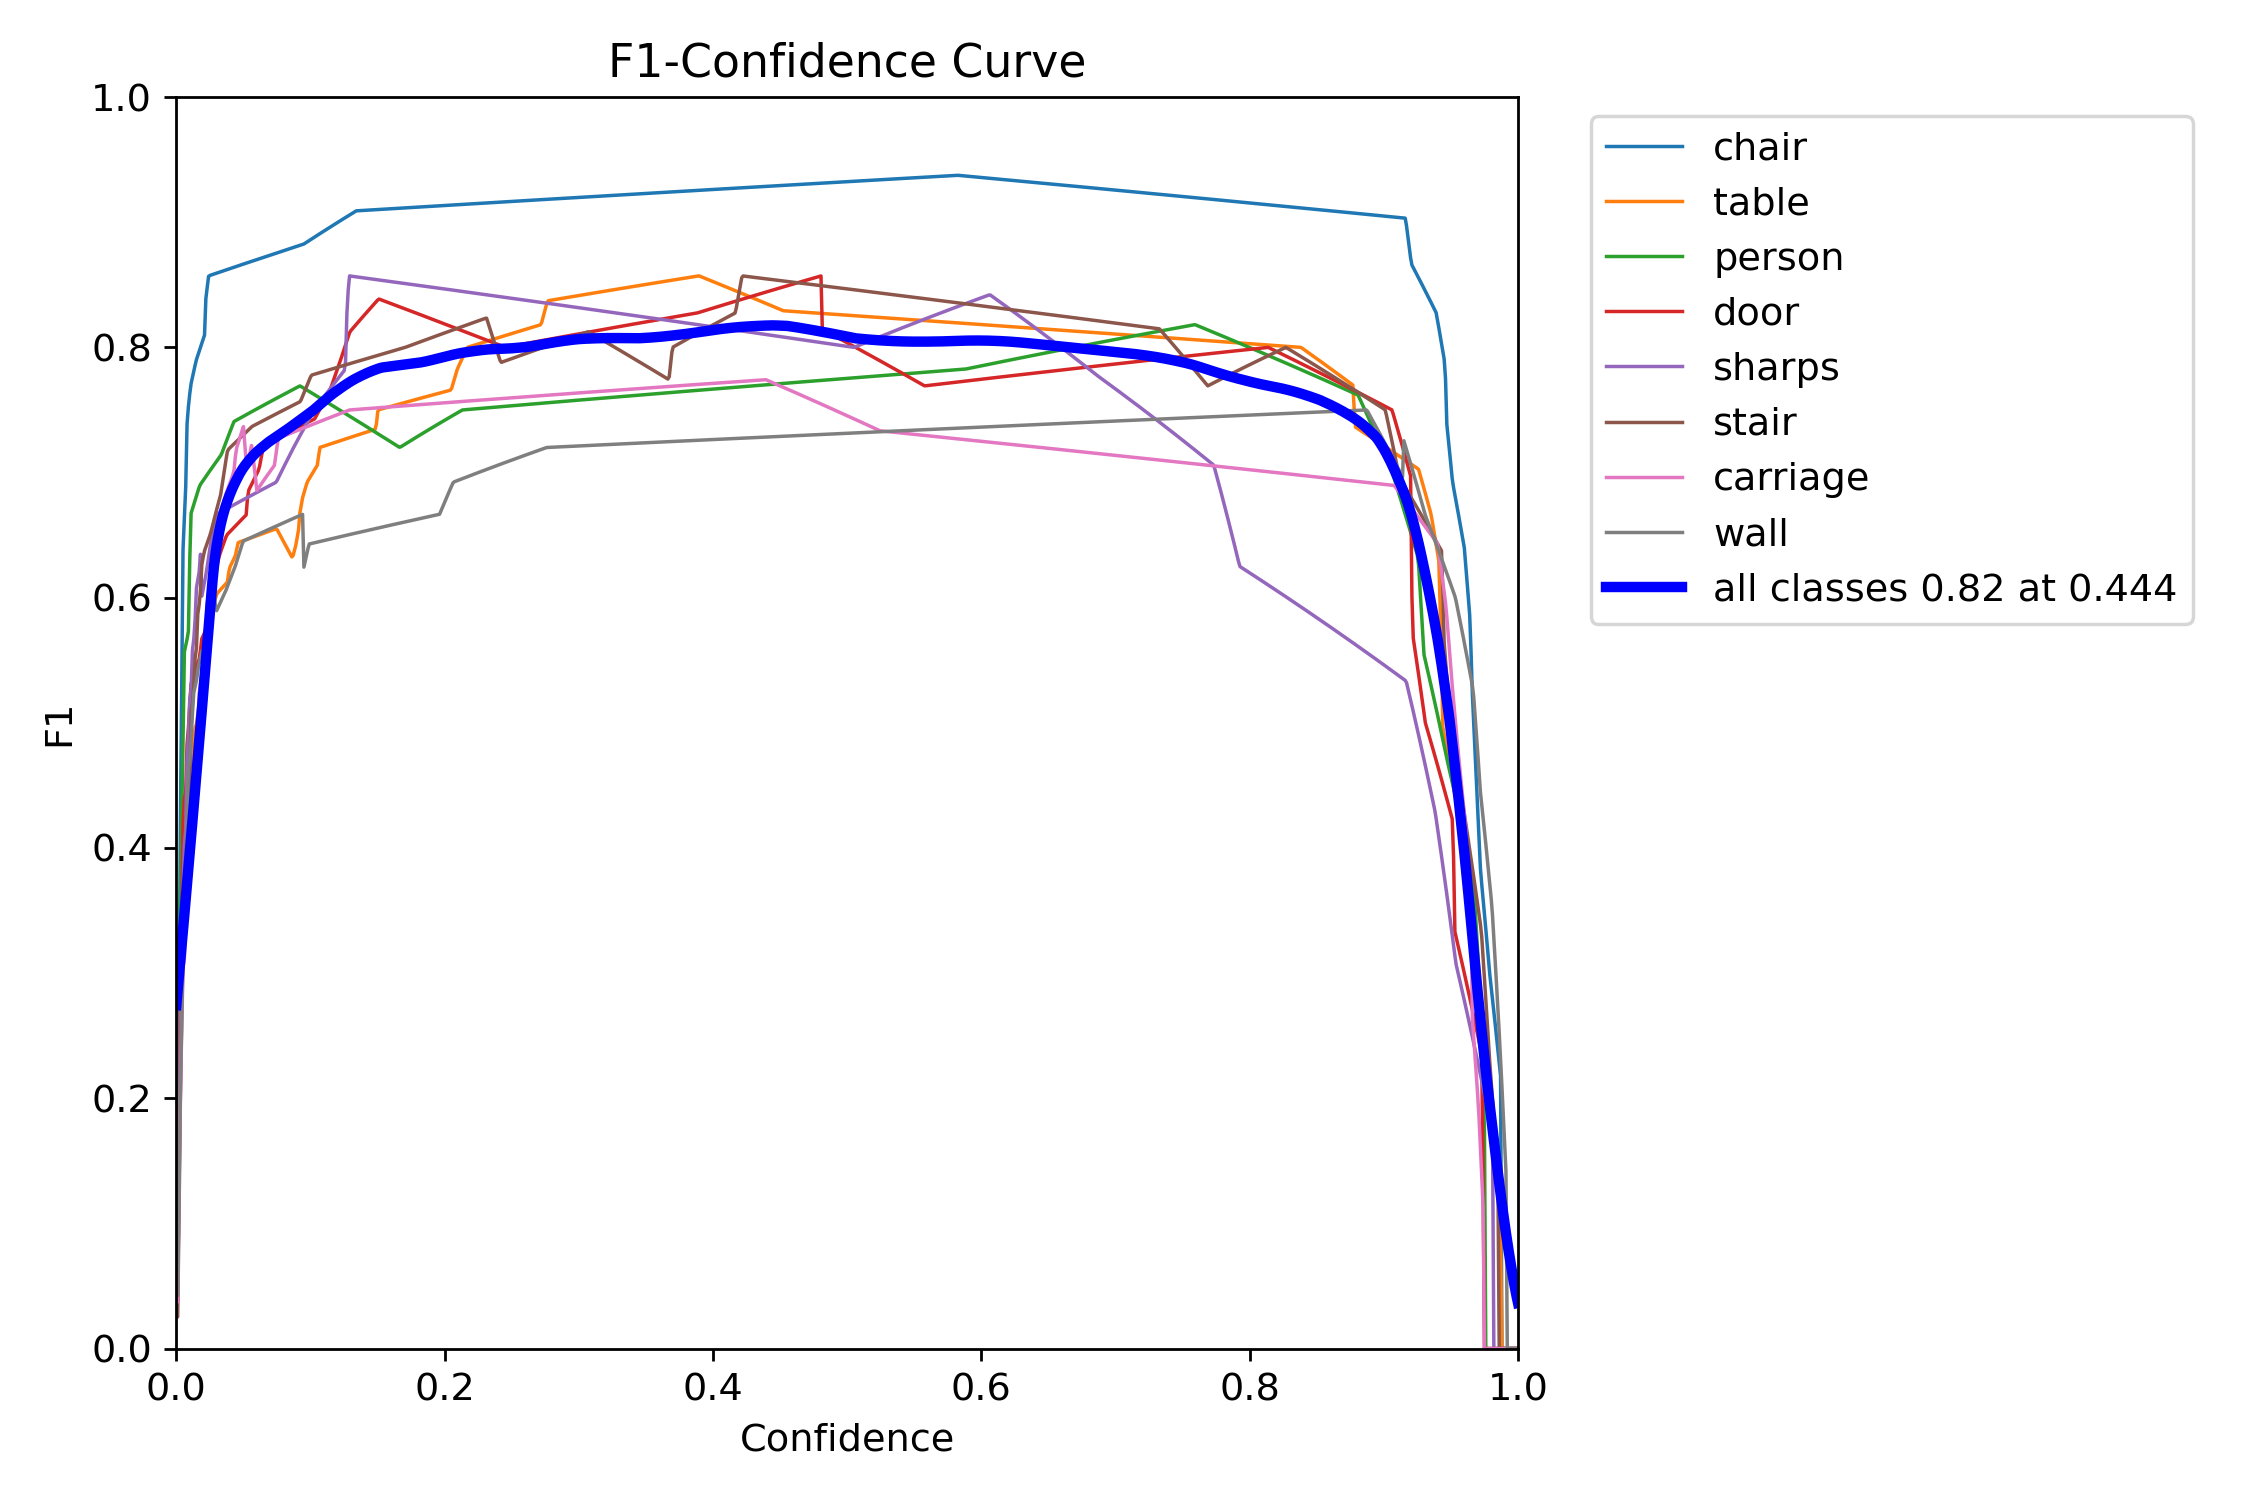 F1-Confidence Curve
1.0
0.8
0.6
0.4
0.2
0.0
F1
0.0 0.2 0.4 0.6 0.8 1.0
Confidence
chair
table
person
door
sharps
stair
carriage
wall
all classes 0.82 at 0.444